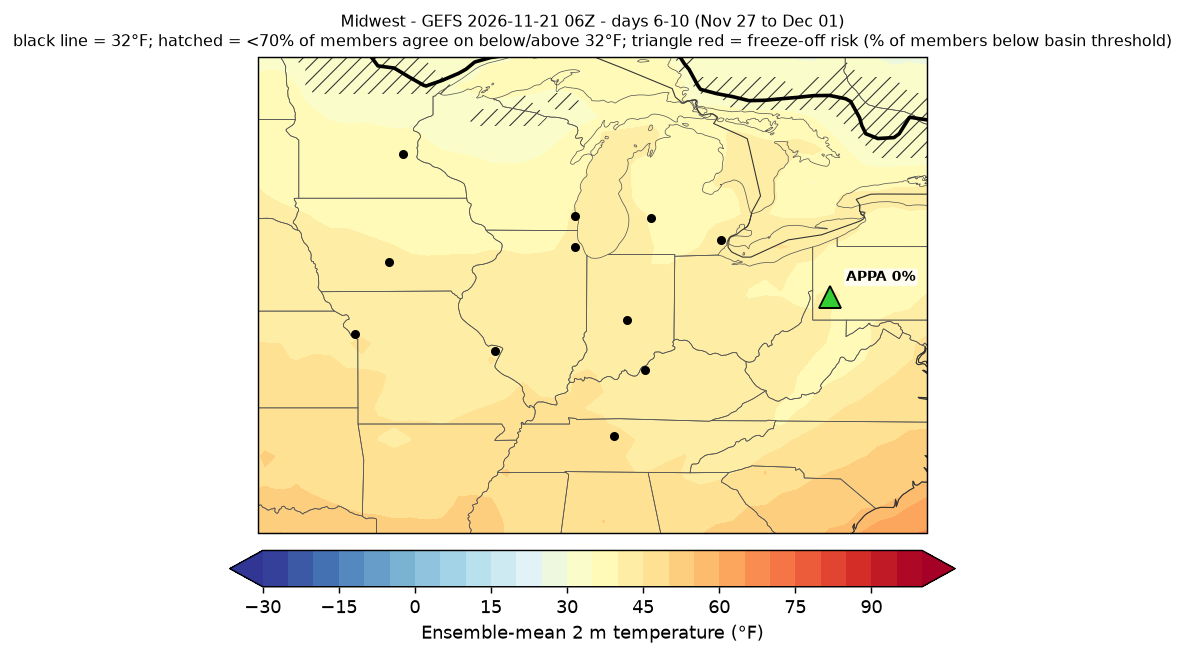 Midwest - GEFS 2026-11-21 06Z - days 6-10 (Nov 27 to Dec 01)
black line = 32°F; hatched = <70% of members agree on below/above 32°F; triangle red = freeze-off risk (% of members below basin threshold)
APPA 0%
−30 −15 0 15 30 45 60 75 90
Ensemble-mean 2 m temperature (°F)